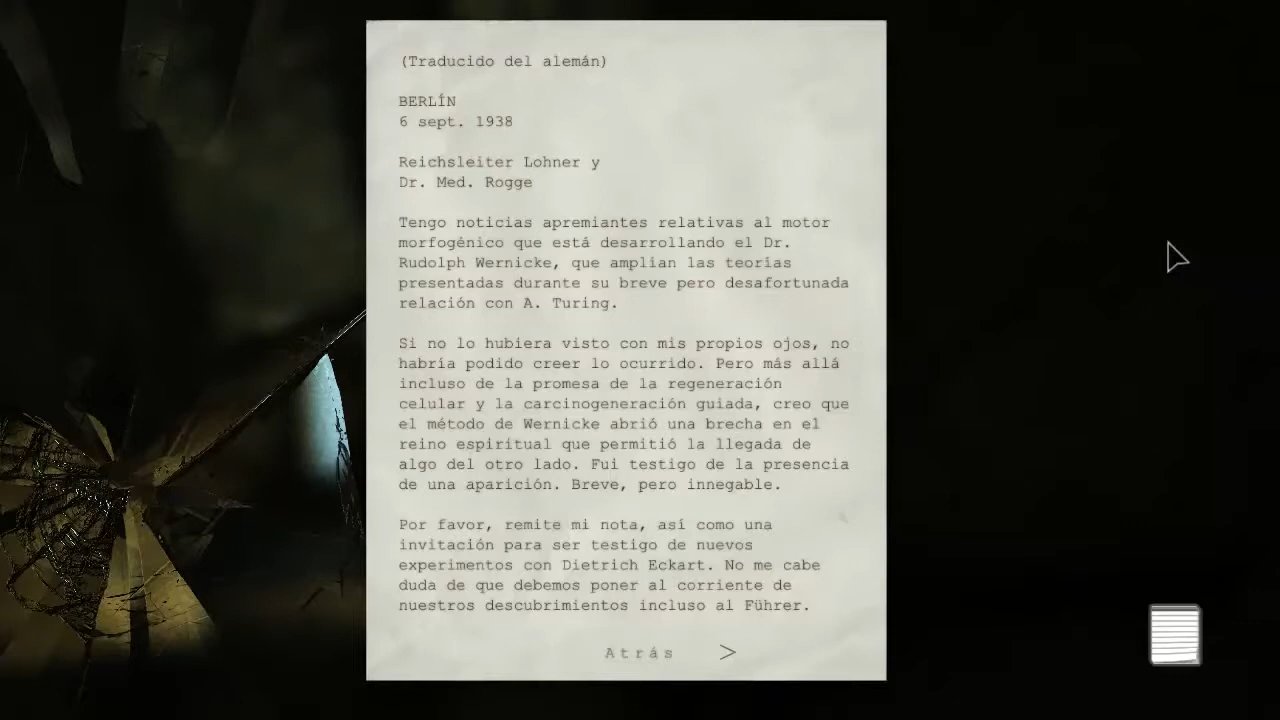 (Traducido del alemán)
BERLÍN
6 sept. 1938
Reichsleiter Lohner y
Dr. Med. Rogge
Tengo noticias apremiantes relativas al motor
morfogénico que está desarrollando el Dr.
Rudolph Wernicke, que amplían las teorías
presentadas durante su breve pero desafortunada
relación con A. Turing.
Si no lo hubiera visto con mis propios ojos, no
habría podido creer lo ocurrido. Pero más allá
incluso de la promesa de la regeneración
celular y la carcinogeneración guiada, creo que
el método de Wernicke abrió una brecha en el
reino espiritual que permitió la llegada de
algo del otro lado. Fui testigo de la presencia
de una aparición. Breve, pero innegable.
Por favor, remite mi nota, así como una
invitación para ser testigo de nuevos
experimentos con Dietrich Eckart. No me cabe
duda de que debemos poner al corriente de
nuestros descubrimientos incluso al Führer.
Atrás >